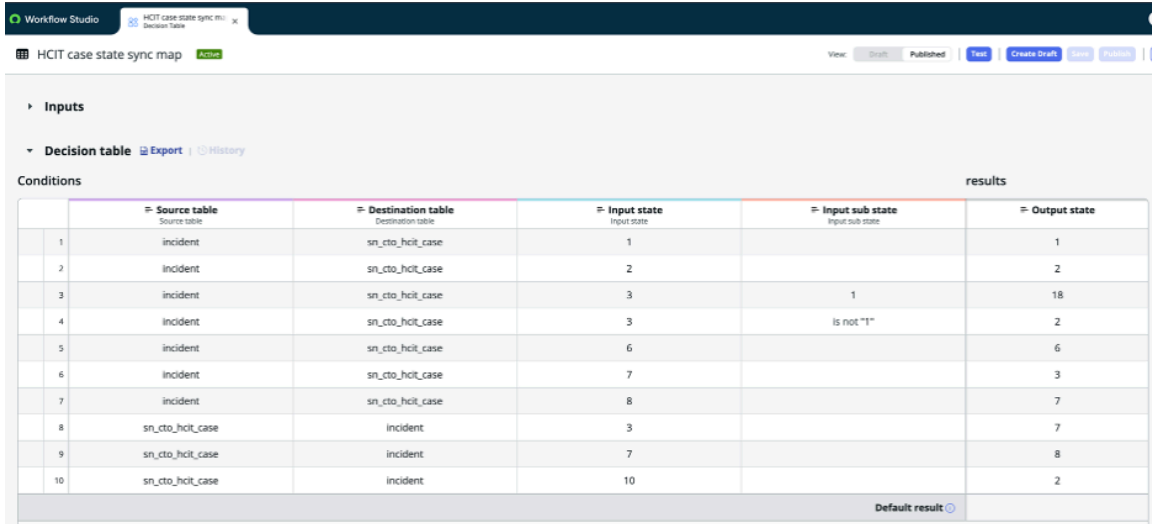 Workflow Studio
HCIT case state sync ma
Decision Table
HCIT case state sync map Active
View: Draft Published Test Create Draft Save Publish
Inputs
Decision table Export | History
Conditions results
Source table Destination table Input state Input sub state Output state
Source table Destination table Input state Input sub state
1 incident sn_cto_hcit_case 1 1
2 incident sn_cto_hcit_case 2 2
3 incident sn_cto_hcit_case 3 1 18
4 incident sn_cto_hcit_case 3 is not "1" 2
5 incident sn_cto_hcit_case 6 6
6 incident sn_cto_hcit_case 7 3
7 incident sn_cto_hcit_case 8 7
8 sn_cto_hcit_case incident 3 7
9 sn_cto_hcit_case incident 7 8
10 sn_cto_hcit_case incident 10 2
Default result